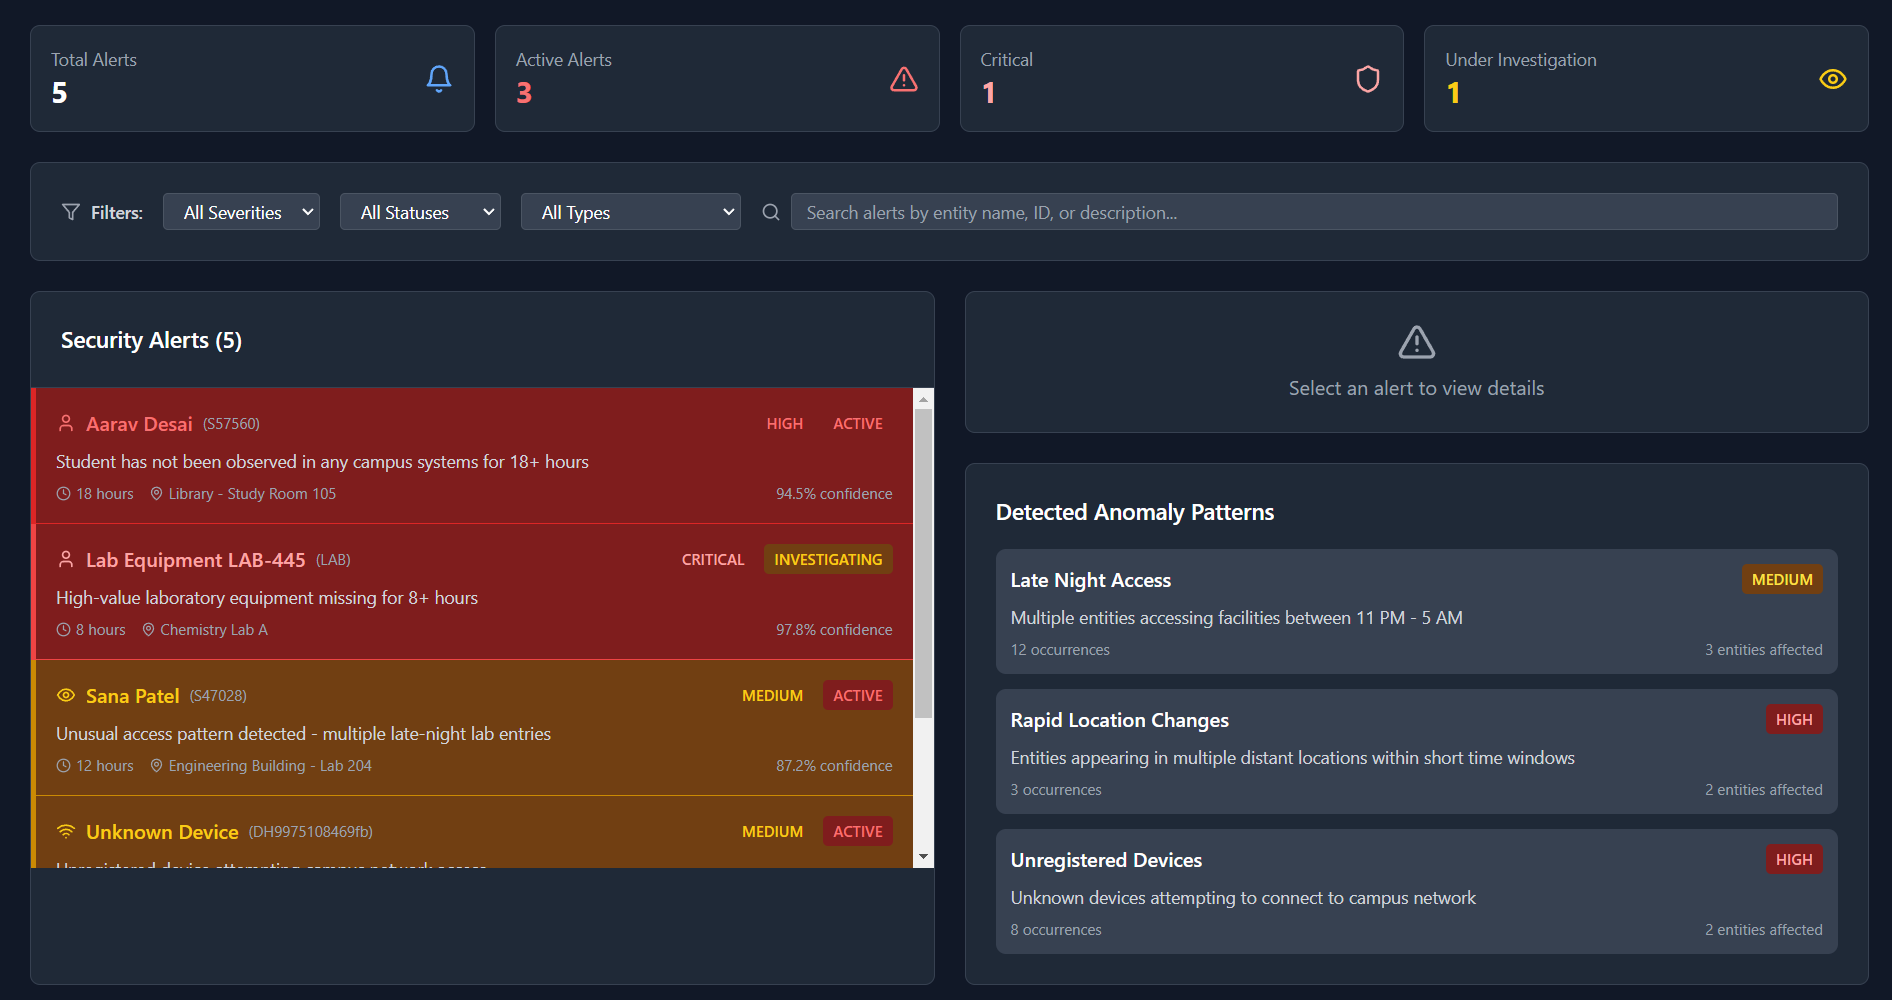 Total Alerts
5
Active Alerts
3
Critical
1
Under Investigation
1
Filters:
All Severities
All Statuses
All Types
Search alerts by entity name, ID, or description...
Security Alerts (5)
Aarav Desai (S57560) HIGH ACTIVE
Student has not been observed in any campus systems for 18+ hours
18 hours Library - Study Room 105 94.5% confidence
Lab Equipment LAB-445 (LAB) CRITICAL INVESTIGATING
High-value laboratory equipment missing for 8+ hours
8 hours Chemistry Lab A 97.8% confidence
Sana Patel (S47028) MEDIUM ACTIVE
Unusual access pattern detected - multiple late-night lab entries
12 hours Engineering Building - Lab 204 87.2% confidence
Unknown Device (DH9975108469fb) MEDIUM ACTIVE
Unregistered device attempting campus network access
Select an alert to view details
Detected Anomaly Patterns
Late Night Access MEDIUM
Multiple entities accessing facilities between 11 PM - 5 AM
12 occurrences 3 entities affected
Rapid Location Changes HIGH
Entities appearing in multiple distant locations within short time windows
3 occurrences 2 entities affected
Unregistered Devices HIGH
Unknown devices attempting to connect to campus network
8 occurrences 2 entities affected